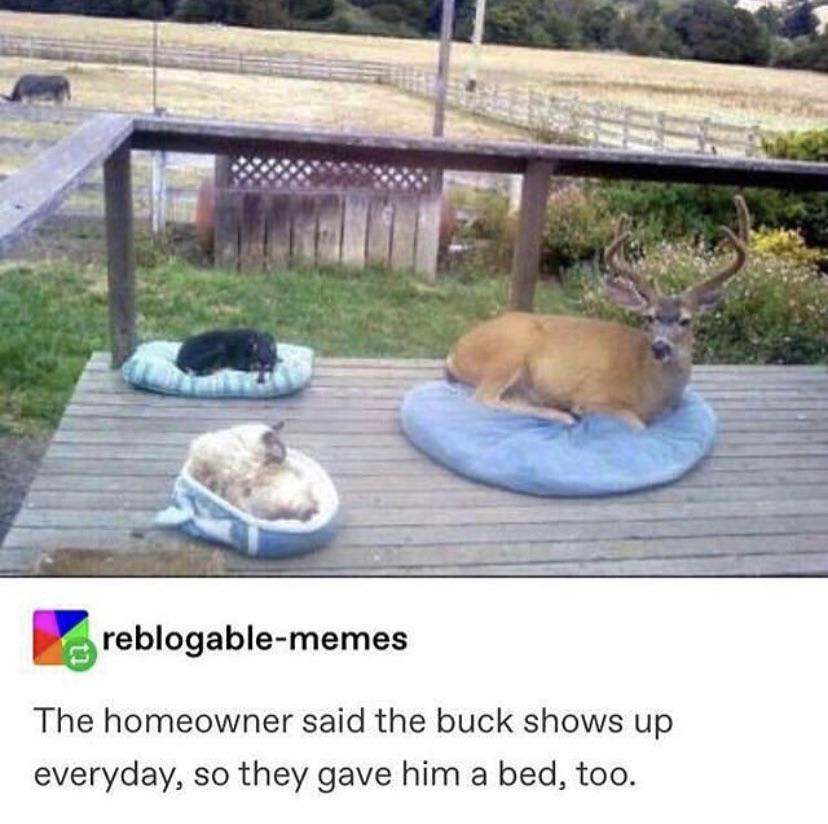 reblogable-memes
The homeowner said the buck shows up
everyday, so they gave him a bed, too.